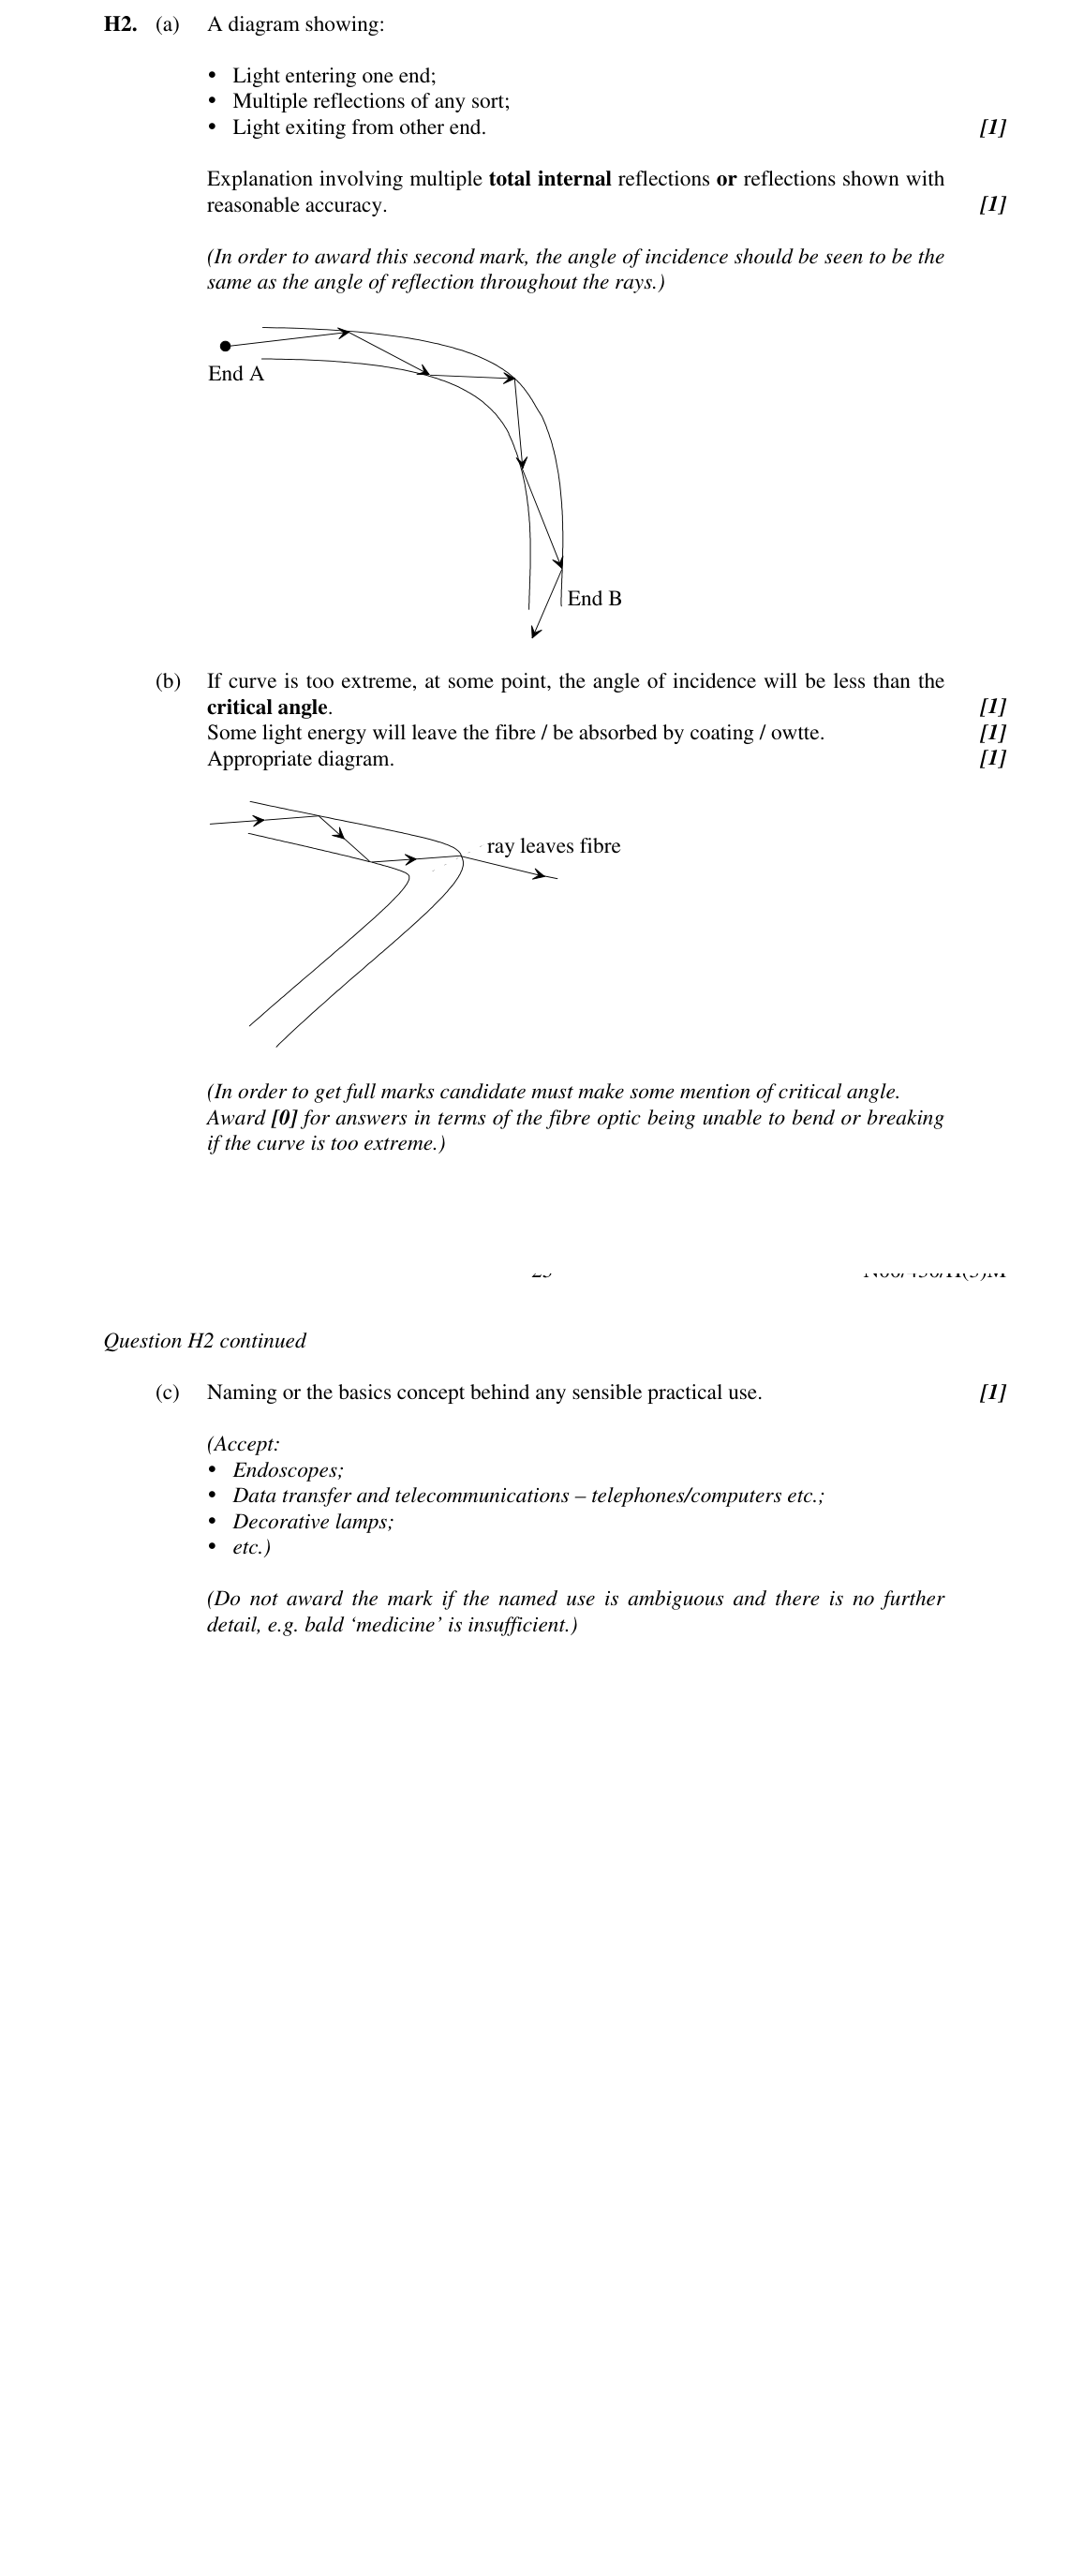 H2. (a) A diagram showing:
• Light entering one end;
• Multiple reflections of any sort;
• Light exiting from other end. [1]
Explanation involving multiple total internal reflections or reflections shown with
reasonable accuracy. [1]
(In order to award this second mark, the angle of incidence should be seen to be the
same as the angle of reflection throughout the rays.)
End A
End B
(b) If curve is too extreme, at some point, the angle of incidence will be less than the
critical angle. [1]
Some light energy will leave the fibre / be absorbed by coating / owtte. [1]
Appropriate diagram. [1]
ray leaves fibre
(In order to get full marks candidate must make some mention of critical angle.
Award [0] for answers in terms of the fibre optic being unable to bend or breaking
if the curve is too extreme.)
Question H2 continued
(c) Naming or the basics concept behind any sensible practical use. [1]
(Accept:
• Endoscopes;
• Data transfer and telecommunications – telephones/computers etc.;
• Decorative lamps;
• etc.)
(Do not award the mark if the named use is ambiguous and there is no further
detail, e.g. bald ‘medicine’ is insufficient.)